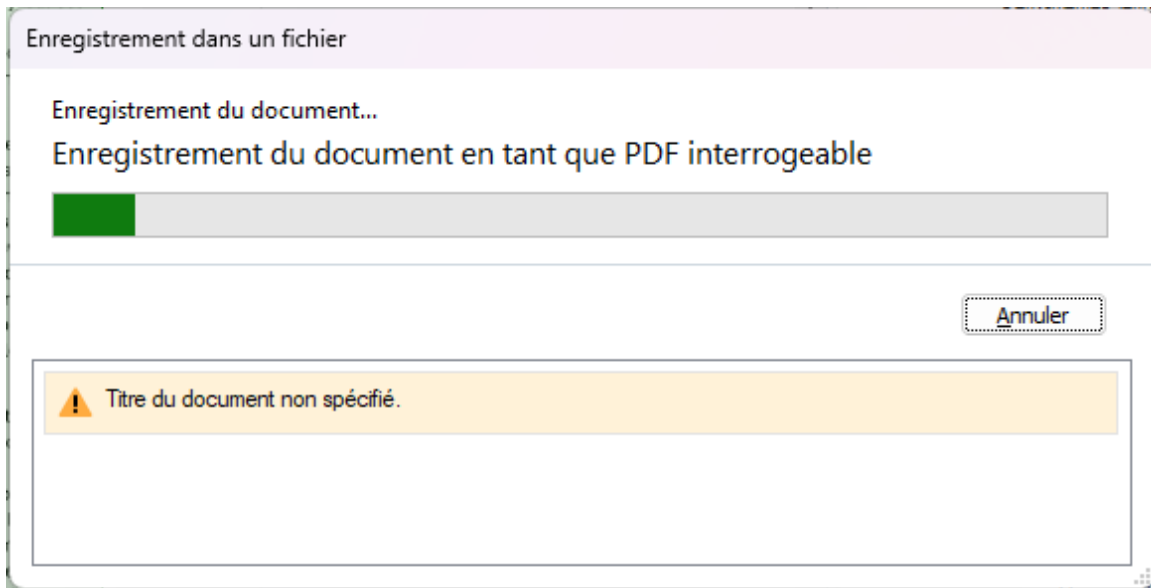 Enregistrement dans un fichier
Enregistrement du document...
Enregistrement du document en tant que PDF interrogeable
Annuler
Titre du document non spécifié.